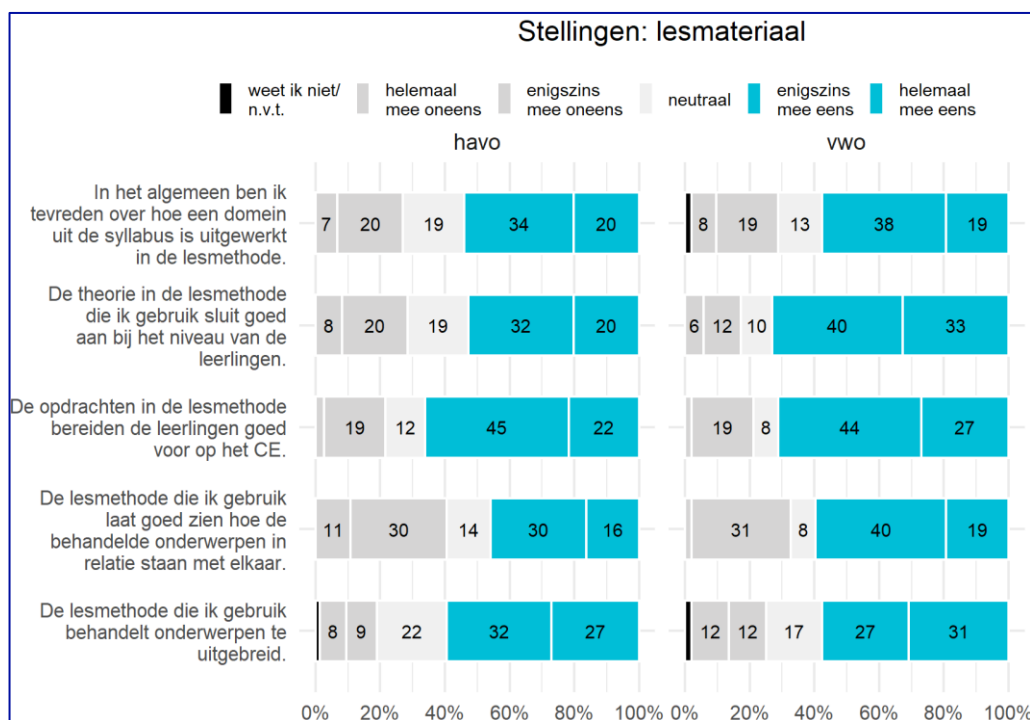 Stellingen: lesmateriaal
weet ik niet/ helemaal enigszins neutraal enigszins helemaal
n.v.t. mee oneens mee oneens mee eens mee eens
havo vwo
In het algemeen ben ik
tevreden over hoe een domein
uit de syllabus is uitgewerkt
in de lesmethode.
7 20 19 34 20 8 19 13 38 19
De theorie in de lesmethode
die ik gebruik sluit goed
aan bij het niveau van de
leerlingen.
8 20 19 32 20 6 12 10 40 33
De opdrachten in de lesmethode
bereiden de leerlingen goed
voor op het CE.
19 12 45 22 19 8 44 27
De lesmethode die ik gebruik
laat goed zien hoe de
behandelde onderwerpen in
relatie staan met elkaar.
11 30 14 30 16 31 8 40 19
De lesmethode die ik gebruik
behandelt onderwerpen te
uitgebreid.
8 9 22 32 27 12 12 17 27 31
0% 20% 40% 60% 80% 100% 0% 20% 40% 60% 80% 100%